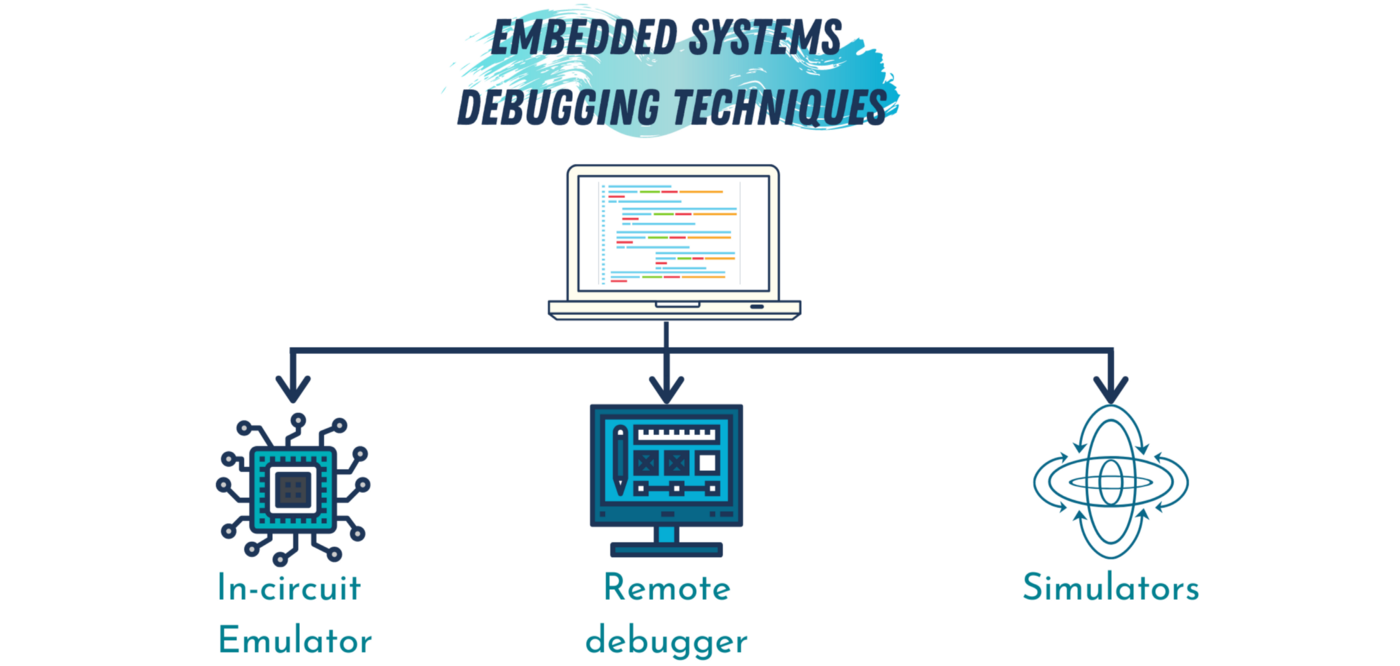 EMBEDDED SYSTEMS
DEBUGGING TECHNIQUES
In-circuit
Emulator
Remote
debugger
Simulators